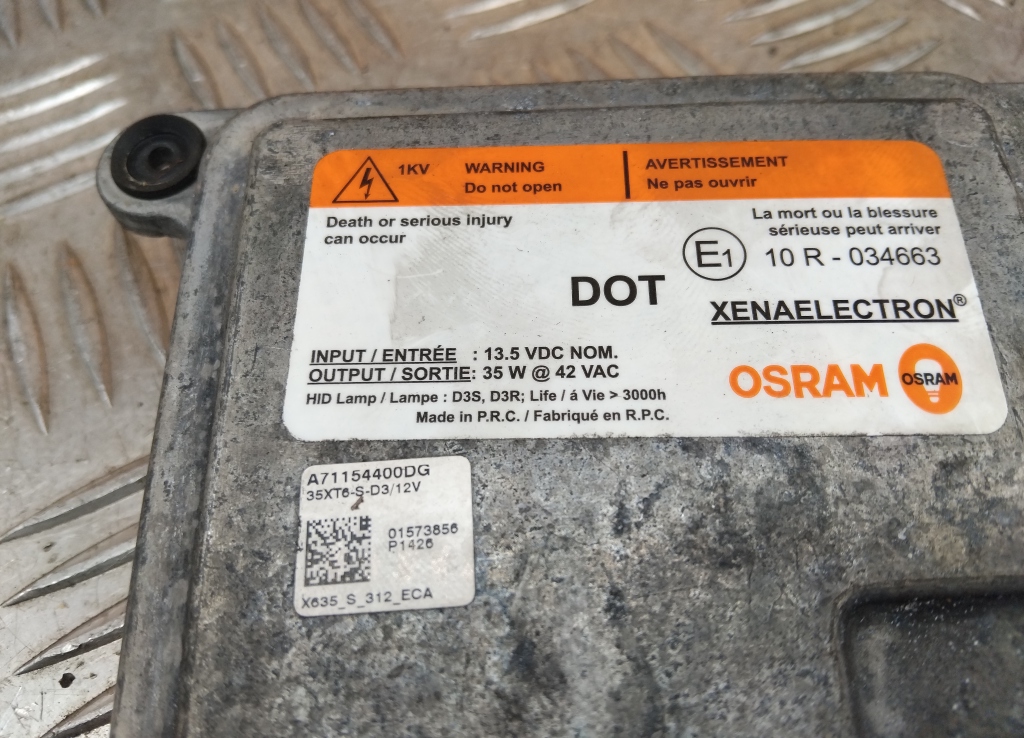 1KV WARNING
Do not open
AVERTISSEMENT
Ne pas ouvrir
Death or serious injury
can occur
La mort ou la blessure
sérieuse peut arriver
E1 10 R - 034663
DOT
XENAELECTRON®
INPUT / ENTRÉE : 13.5 VDC NOM.
OUTPUT / SORTIE: 35 W @ 42 VAC
HID Lamp / Lampe : D3S, D3R; Life / á Vie > 3000h
Made in P.R.C. / Fabriqué en R.P.C.
OSRAM OSRAM
A71154400DG
35XT6-S-D3/12V
01573856
P1426
X635_S_312_ECA